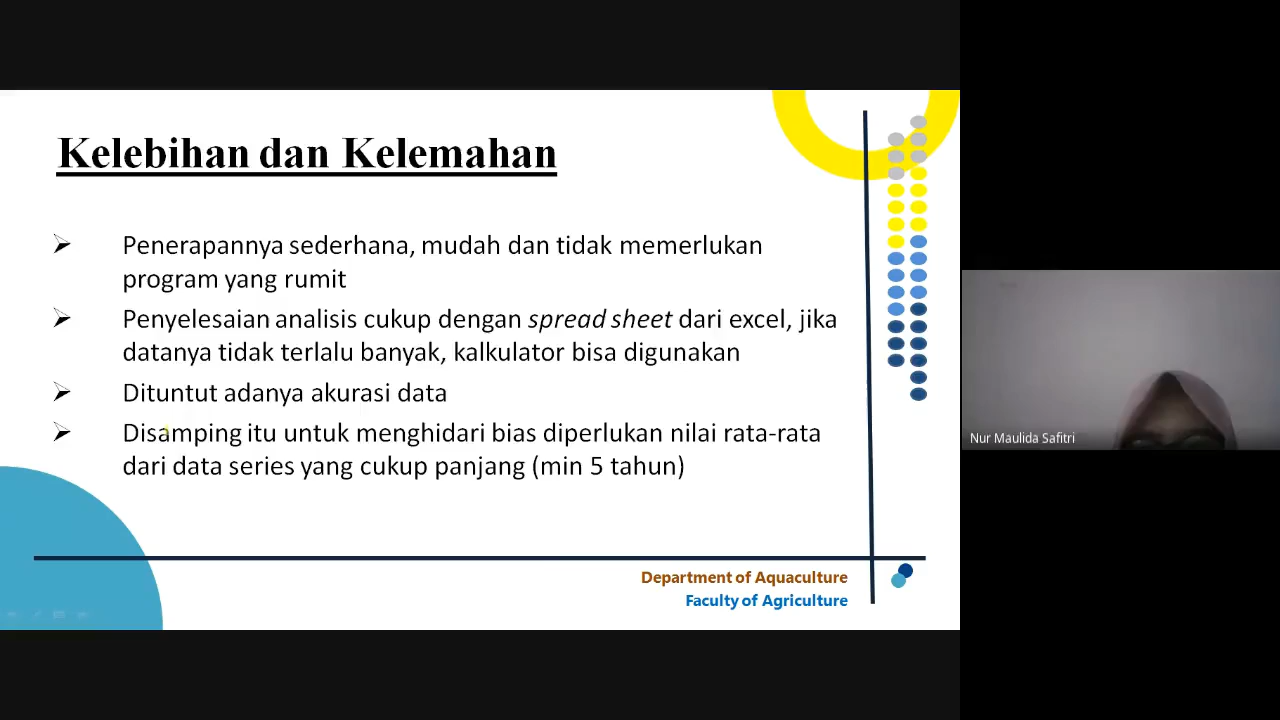 Kelebihan dan Kelemahan
Penerapannya sederhana, mudah dan tidak memerlukan
program yang rumit
Penyelesaian analisis cukup dengan spread sheet dari excel, jika
datanya tidak terlalu banyak, kalkulator bisa digunakan
Dituntut adanya akurasi data
Disamping itu untuk menghidari bias diperlukan nilai rata-rata
dari data series yang cukup panjang (min 5 tahun)
Department of Aquaculture
Faculty of Agriculture
Nur Maulida Safitri